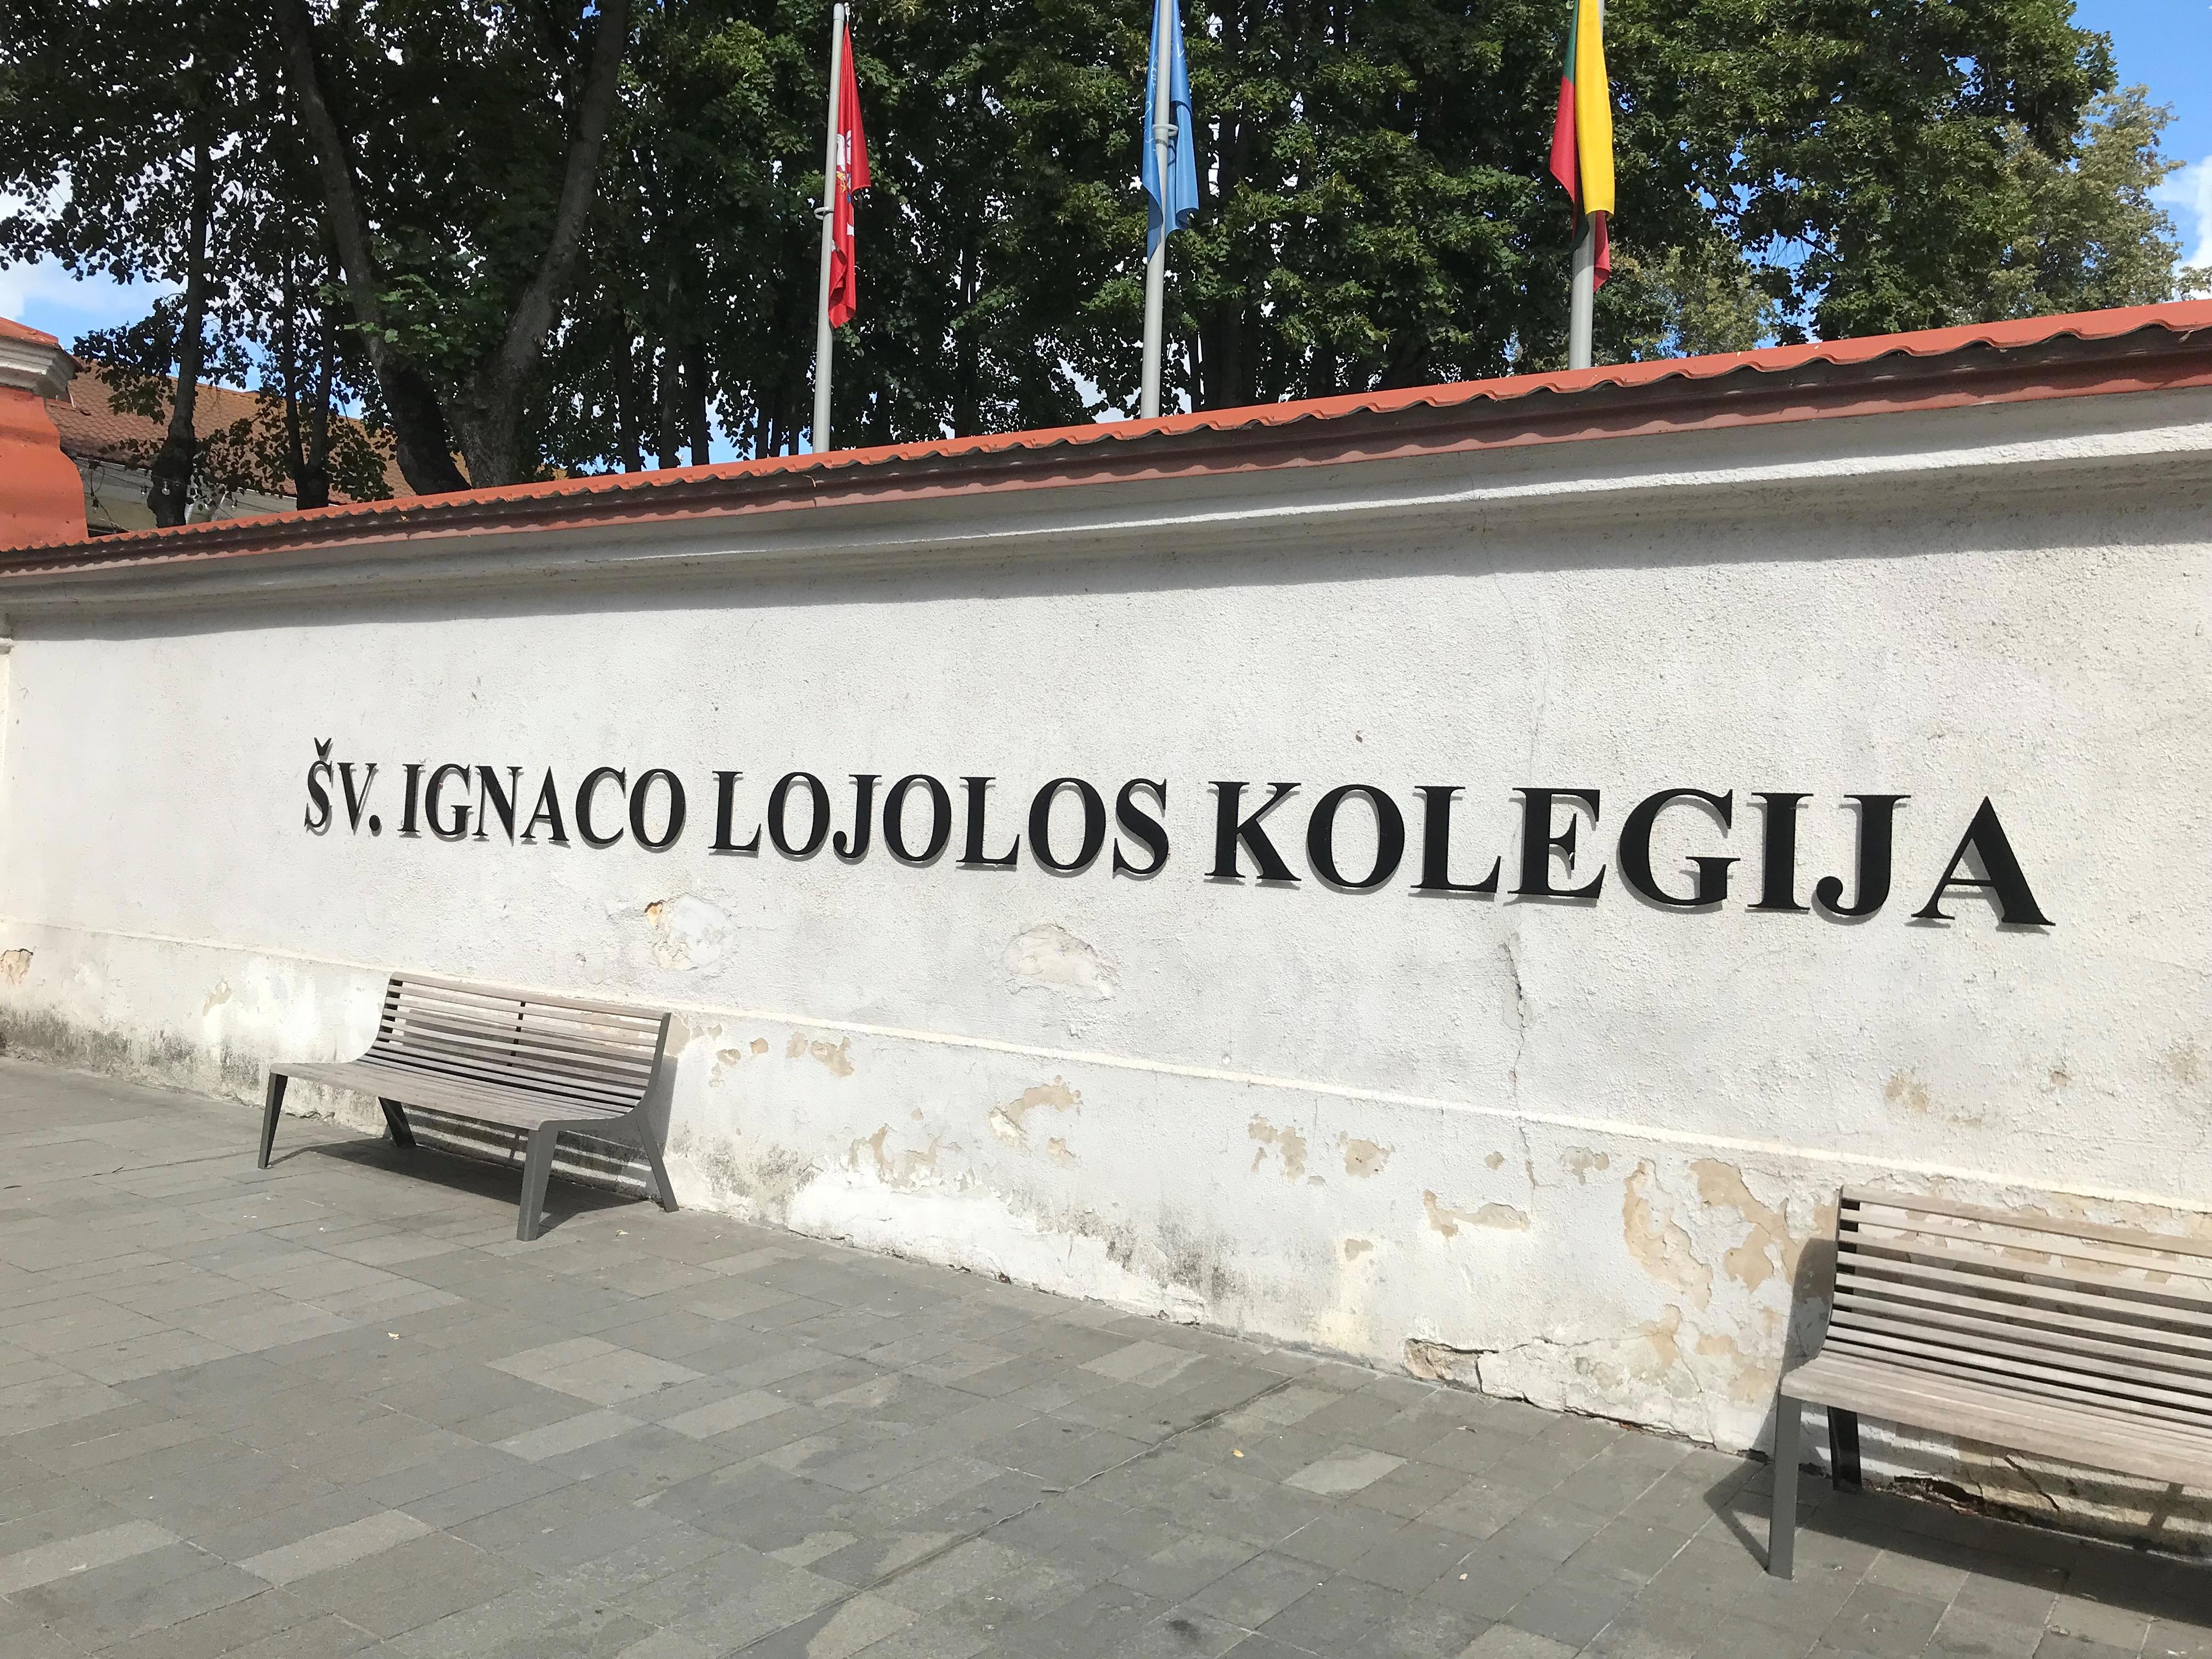 ŠV. IGNACO LOJOLOS KOLEGIJA